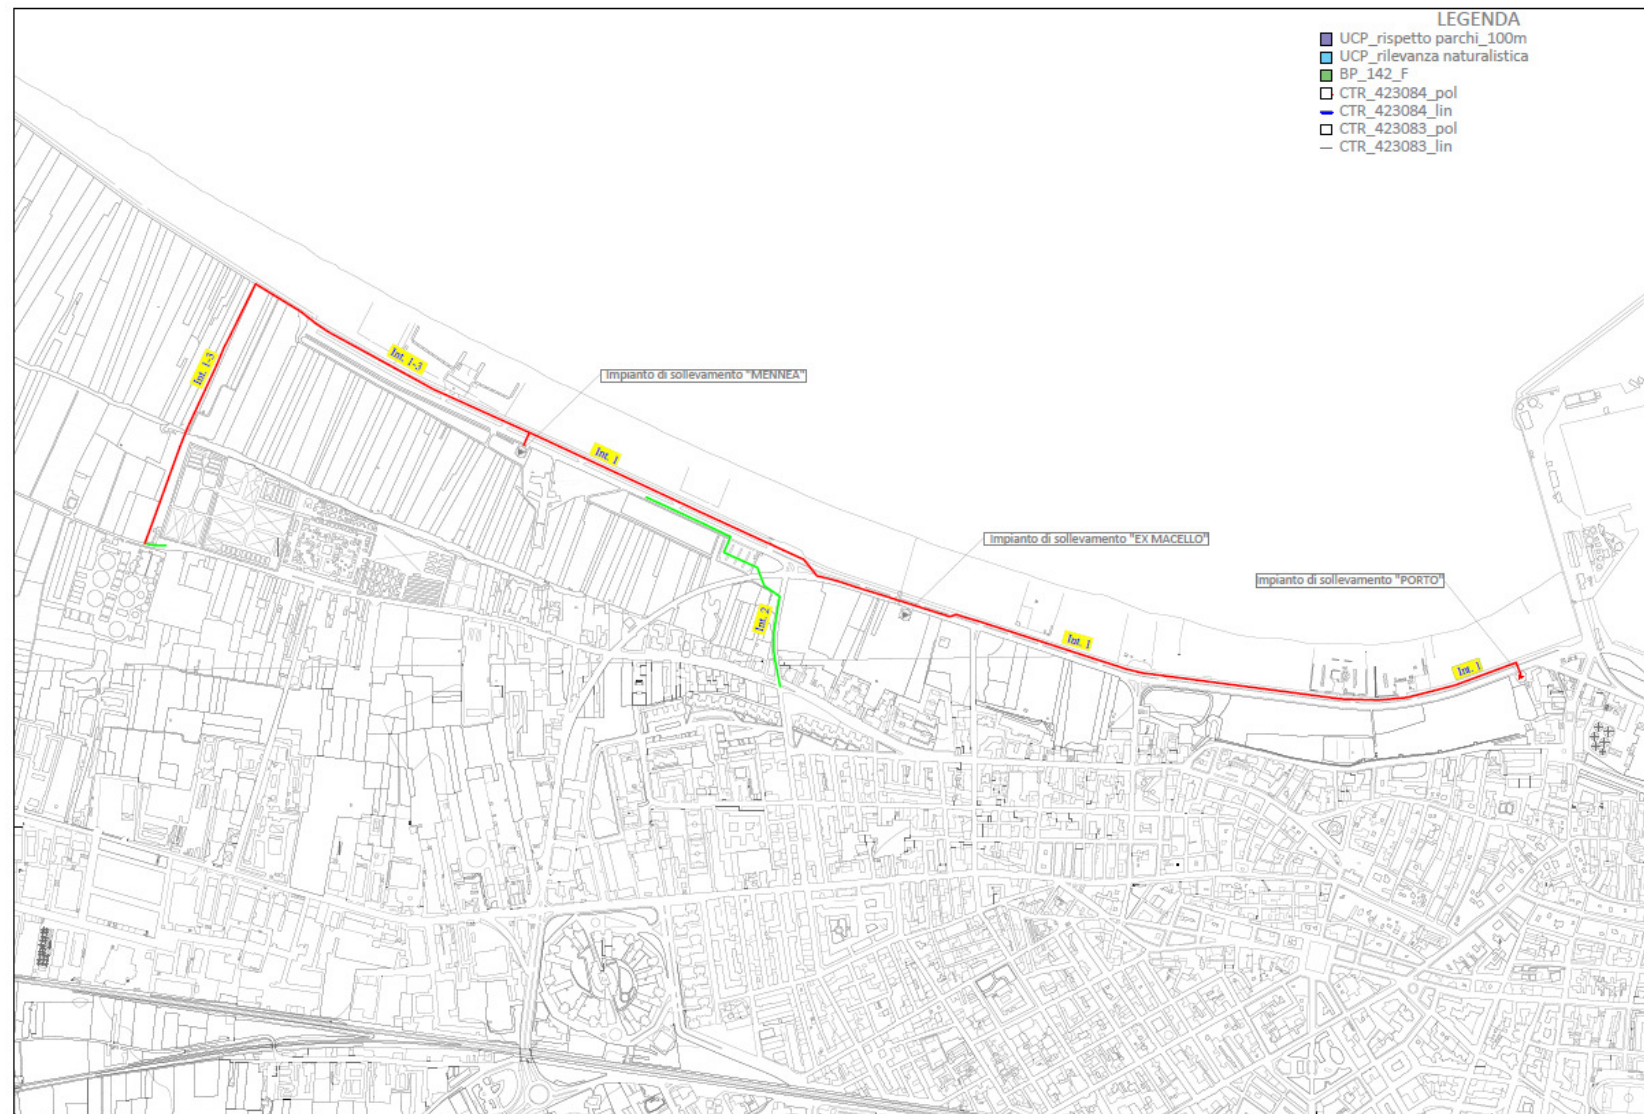 LEGENDA
UCP_rispetto parchi_100m
UCP_rilevanza naturalistica
BP_142_F
CTR_423084_pol
CTR_423084_lin
CTR_423083_pol
CTR_423083_lin
Int. 1-3
Int. 1-3
Impianto di sollevamento "MENNEA"
Int. 1
Impianto di sollevamento "EX MACELLO"
Impianto di sollevamento "PORTO"
Int. 2
Int. 1
Int. 1